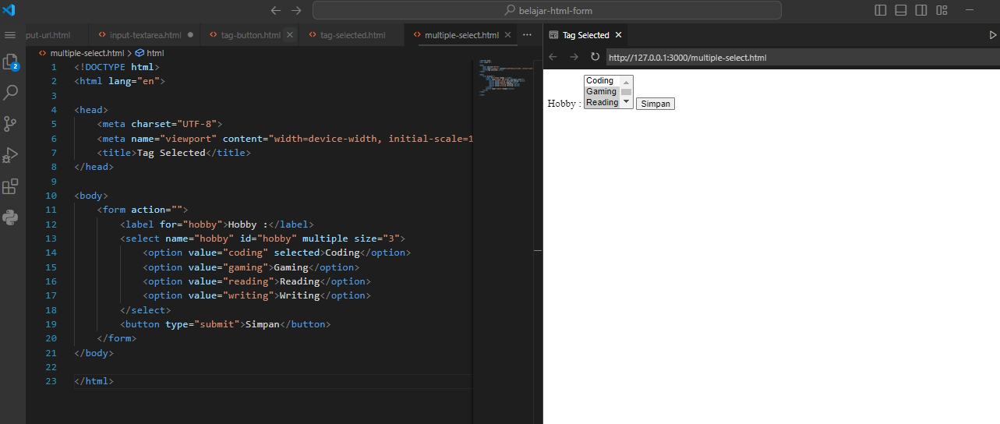 belajar-html-form
put-url.html
input-textarea.html
tag-button.html
tag-selected.html
multiple-select.html
Tag Selected
multiple-select.html > html
http://127.0.0.1:3000/multiple-select.html
2
1 <!DOCTYPE html>
2 <html lang="en">
3
4 <head>
5 <meta charset="UTF-8">
6 <meta name="viewport" content="width=device-width, initial-scale=1
7 <title>Tag Selected</title>
8 </head>
9
10 <body>
11 <form action="">
12 <label for="hobby">Hobby :</label>
13 <select name="hobby" id="hobby" multiple size="3">
14 <option value="coding" selected>Coding</option>
15 <option value="gaming">Gaming</option>
16 <option value="reading">Reading</option>
17 <option value="writing">Writing</option>
18 </select>
19 <button type="submit">Simpan</button>
20 </form>
21 </body>
22
23 </html>
Hobby :
Coding
Gaming
Reading
Simpan